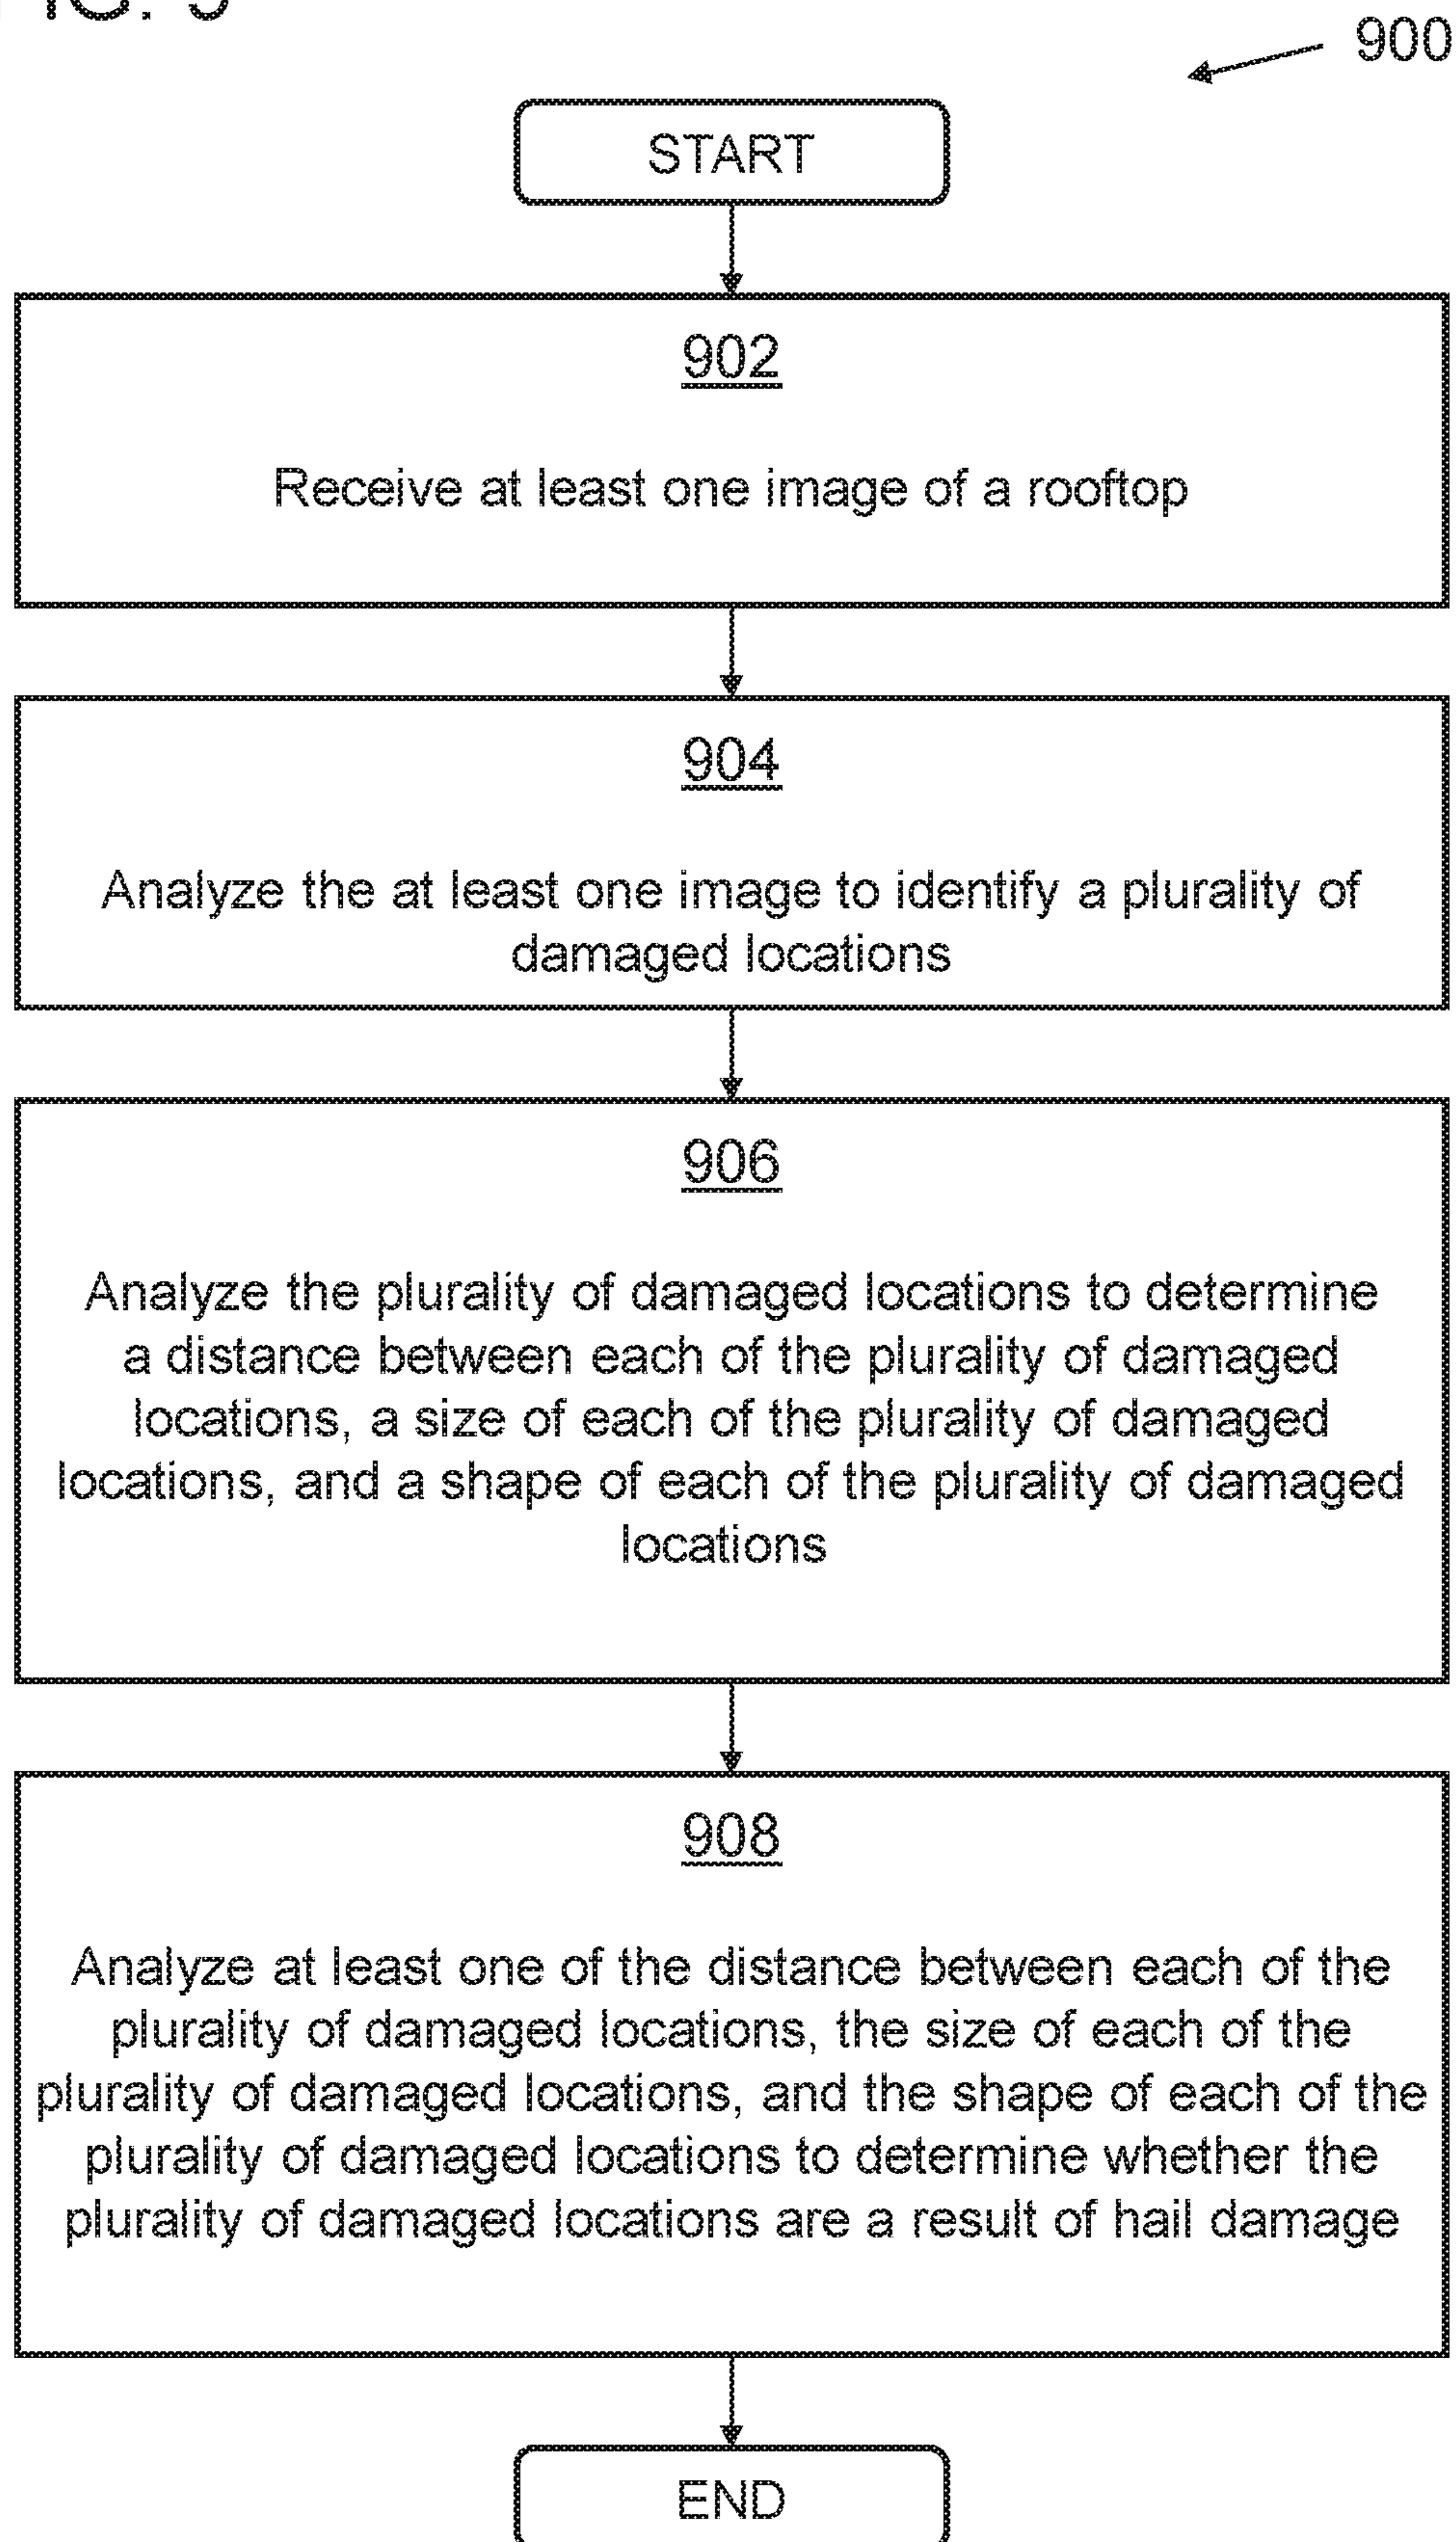 FIG. 9
900
START
902
Receive at least one image of a rooftop
904
Analyze the at least one image to identify a plurality of
damaged locations
906
Analyze the plurality of damaged locations to determine
a distance between each of the plurality of damaged
locations, a size of each of the plurality of damaged
locations, and a shape of each of the plurality of damaged
locations
908
Analyze at least one of the distance between each of the
plurality of damaged locations, the size of each of the
plurality of damaged locations, and the shape of each of the
plurality of damaged locations to determine whether the
plurality of damaged locations are a result of hail damage
END